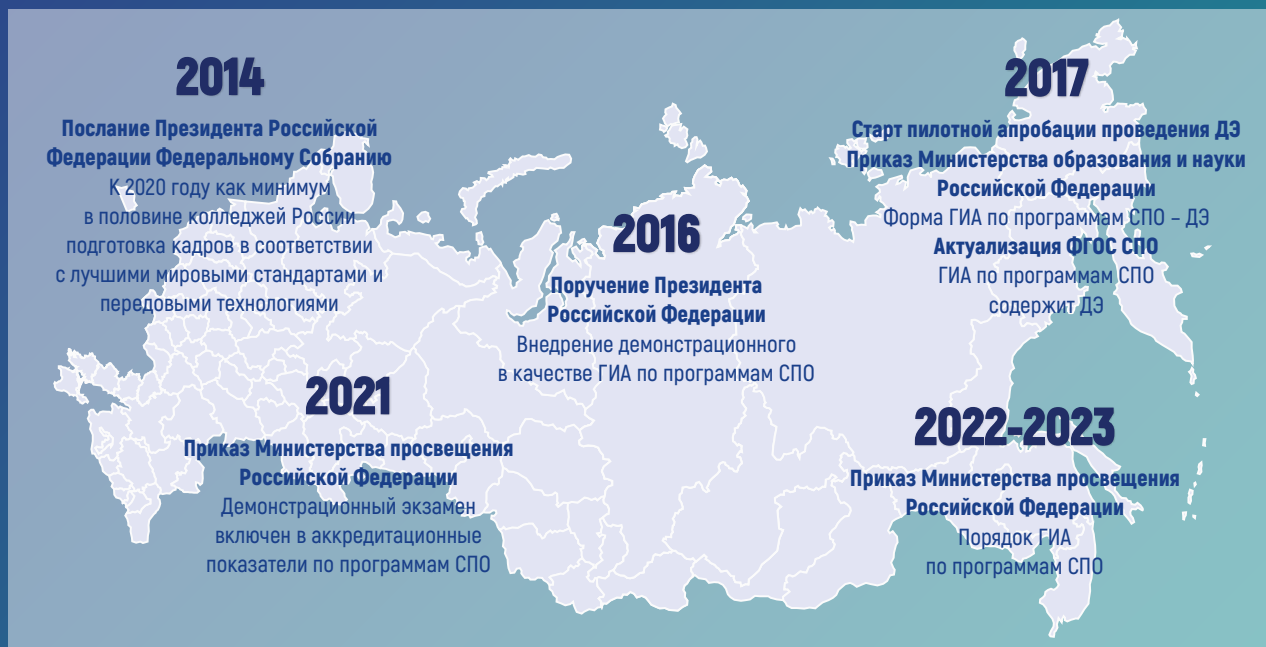 2014
Послание Президента Российской
Федерации Федеральному Собранию
К 2020 году как минимум
в половине колледжей России
подготовка кадров в соответствии
с лучшими мировыми стандартами и
передовыми технологиями
2016
Поручение Президента
Российской Федерации
Внедрение демонстрационного
в качестве ГИА по программам СПО
2017
Старт пилотной апробации проведения ДЭ
Приказ Министерства образования и науки
Российской Федерации
Форма ГИА по программам СПО – ДЭ
Актуализация ФГОС СПО
ГИА по программам СПО
содержит ДЭ
2021
Приказ Министерства просвещения
Российской Федерации
Демонстрационный экзамен
включен в аккредитационные
показатели по программам СПО
2022-2023
Приказ Министерства просвещения
Российской Федерации
Порядок ГИА
по программам СПО